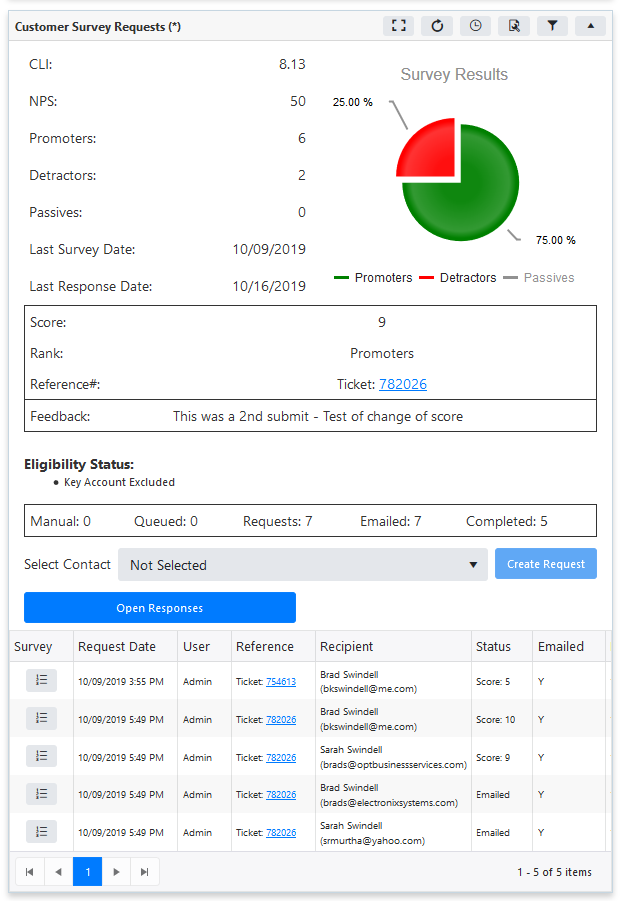 Customer Survey Requests (*)
CLI: 8.13
NPS: 50
Promoters: 6
Detractors: 2
Passives: 0
Last Survey Date: 10/09/2019
Last Response Date: 10/16/2019
Survey Results
25.00 %
75.00 %
Promoters Detractors Passives
Score: 9
Rank: Promoters
Reference#: Ticket: 782026
Feedback: This was a 2nd submit - Test of change of score
Eligibility Status:
• Key Account Excluded
Manual: 0 Queued: 0 Requests: 7 Emailed: 7 Completed: 5
Select Contact Not Selected Create Request
Open Responses
Survey Request Date User Reference Recipient Status Emailed
10/09/2019 3:55 PM Admin Ticket: 754613 Brad Swindell Score: 5 Y
(bkswindell@me.com)
10/09/2019 5:49 PM Admin Ticket: 782026 Brad Swindell Score: 10 Y
(bkswindell@me.com)
10/09/2019 5:49 PM Admin Ticket: 782026 Sarah Swindell Score: 9 Y
(brads@optbusinessservices.com)
10/09/2019 5:49 PM Admin Ticket: 782026 Brad Swindell Emailed Y
(brads@electronixsystems.com)
10/09/2019 5:49 PM Admin Ticket: 782026 Sarah Swindell Emailed Y
(srmurtha@yahoo.com)
1 1 - 5 of 5 items